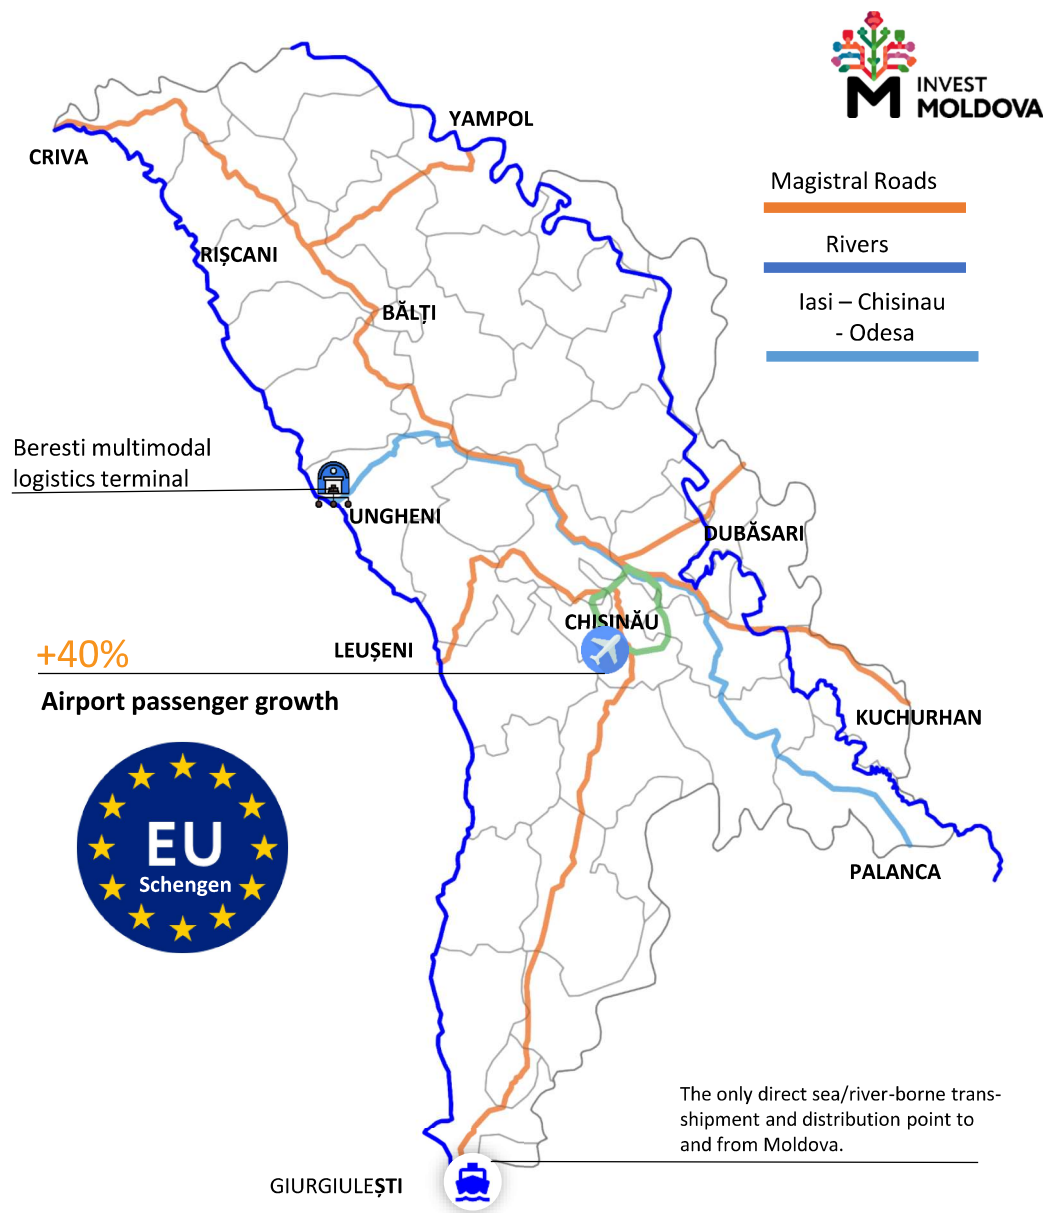 INVEST
MOLDOVA
YAMPOL
CRIVA
Magistral Roads
Rivers
RIȘCANI
Iasi – Chisinau
- Odesa
BĂLȚI
Beresti multimodal
logistics terminal
UNGHENI
DUBĂSARI
CHIȘINĂU
LEUȘENI
+40%
Airport passenger growth
KUCHURHAN
EU
Schengen
PALANCA
The only direct sea/river-borne trans-
shipment and distribution point to
and from Moldova.
GIURGIULEȘTI